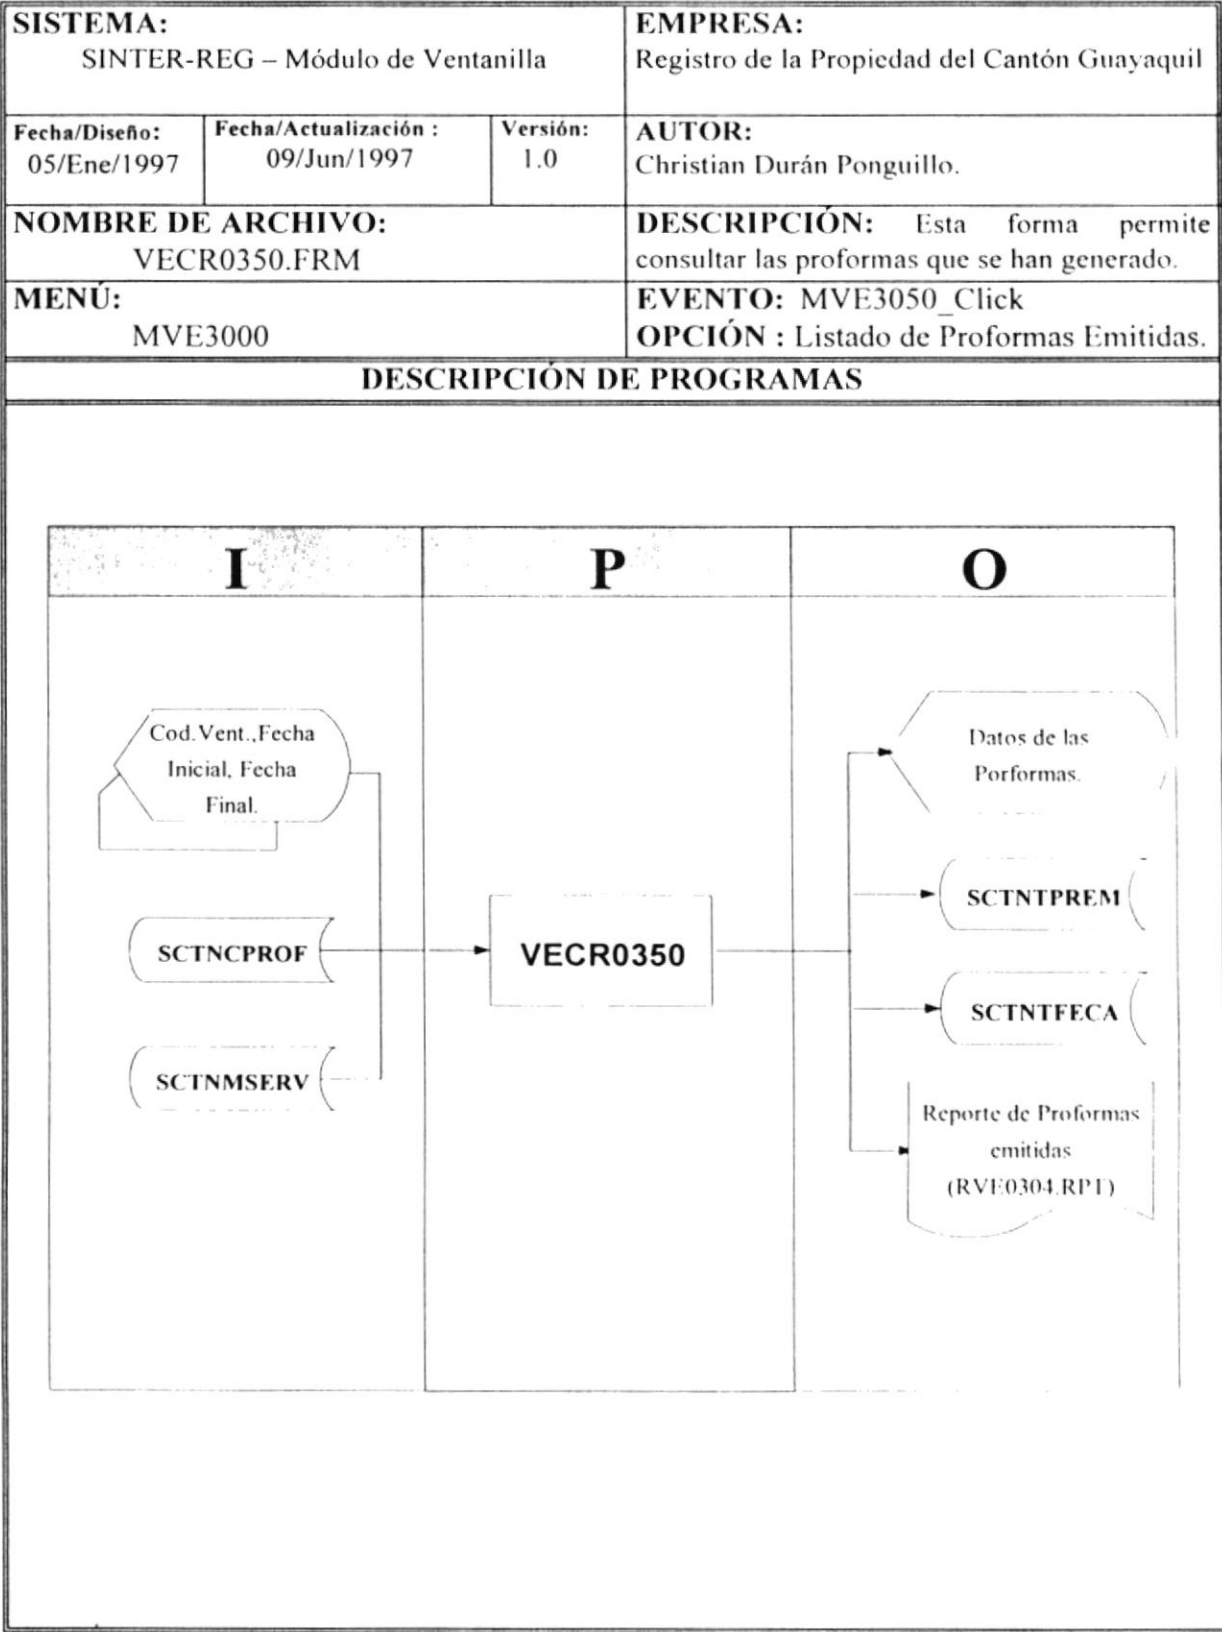 SISTEMA:
SINTER-REG – Módulo de Ventanilla
EMPRESA:
Registro de la Propiedad del Cantón Guayaquil
Fecha/Diseño:
05/Ene/1997
Fecha/Actualización :
09/Jun/1997
Versión:
1.0
AUTOR:
Christian Durán Ponguillo.
NOMBRE DE ARCHIVO:
VECR0350.FRM
DESCRIPCIÓN: Esta forma permite
consultar las proformas que se han generado.
MENÚ:
MVE3000
EVENTO: MVE3050_Click
OPCIÓN : Listado de Proformas Emitidas.
DESCRIPCIÓN DE PROGRAMAS
I
P
O
Cod.Vent.,Fecha
Inicial, Fecha
Final.
SCTNCPROF
SCTNMSERV
VECR0350
Datos de las
Porformas.
SCTNTPREM
SCTNTFECA
Reporte de Proformas
emitidas
(RVE0304.RPT)